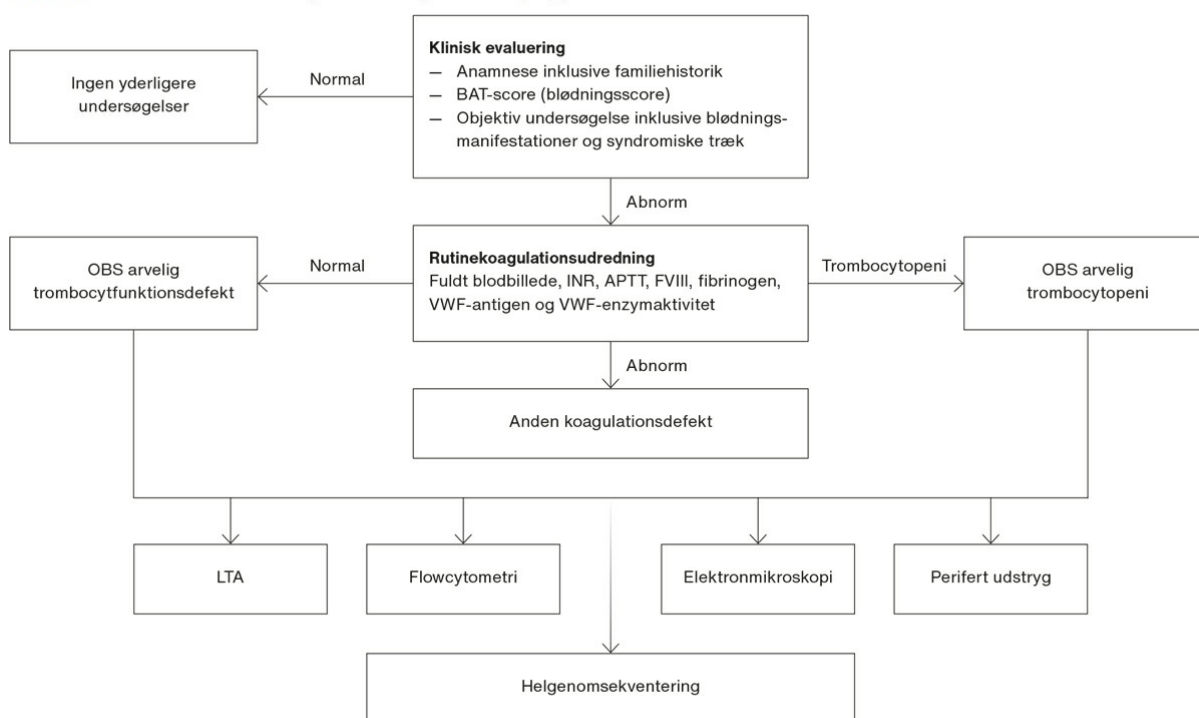 Klinisk evaluering
— Anamnese inklusive familiehistorik
— BAT-score (blødningsscore)
— Objektiv undersøgelse inklusive blødnings-
manifestationer og syndromiske træk
Normal
Ingen yderligere
undersøgelser
Abnorm
Rutinekoagulationsudredning
Fuldt blodbillede, INR, APTT, FVIII, fibrinogen,
VWF-antigen og VWF-enzymaktivitet
Normal
OBS arvelig
trombocytfunktionsdefekt
Trombocytopeni
OBS arvelig
trombocytopeni
Abnorm
Anden koagulationsdefekt
LTA
Flowcytometri
Elektronmikroskopi
Perifert udstryg
Helgenomsekventering